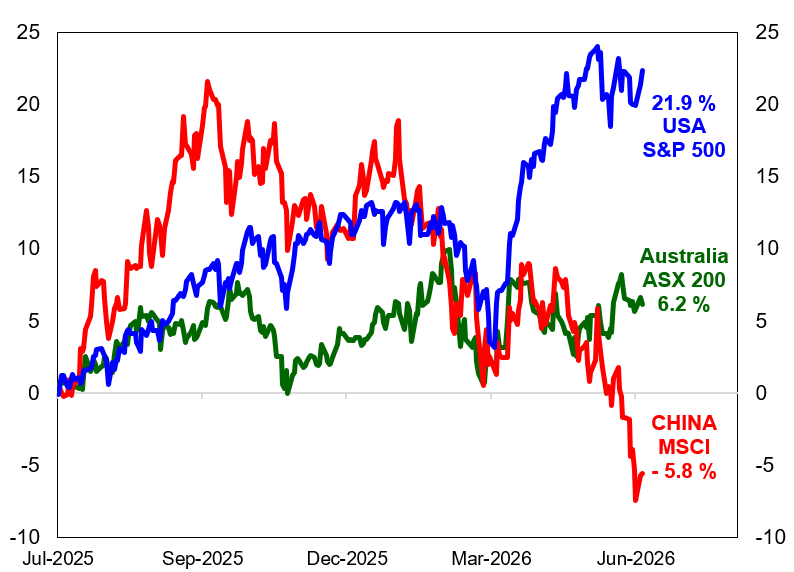 25 25
20 20
21.9 %
USA
S&P 500
15 15
10 10
Australia
ASX 200
6.2 %
5 5
0 0
CHINA
MSCI
- 5.8 %
-5 -5
-10 -10
Jul-2025 Sep-2025 Dec-2025 Mar-2026 Jun-2026